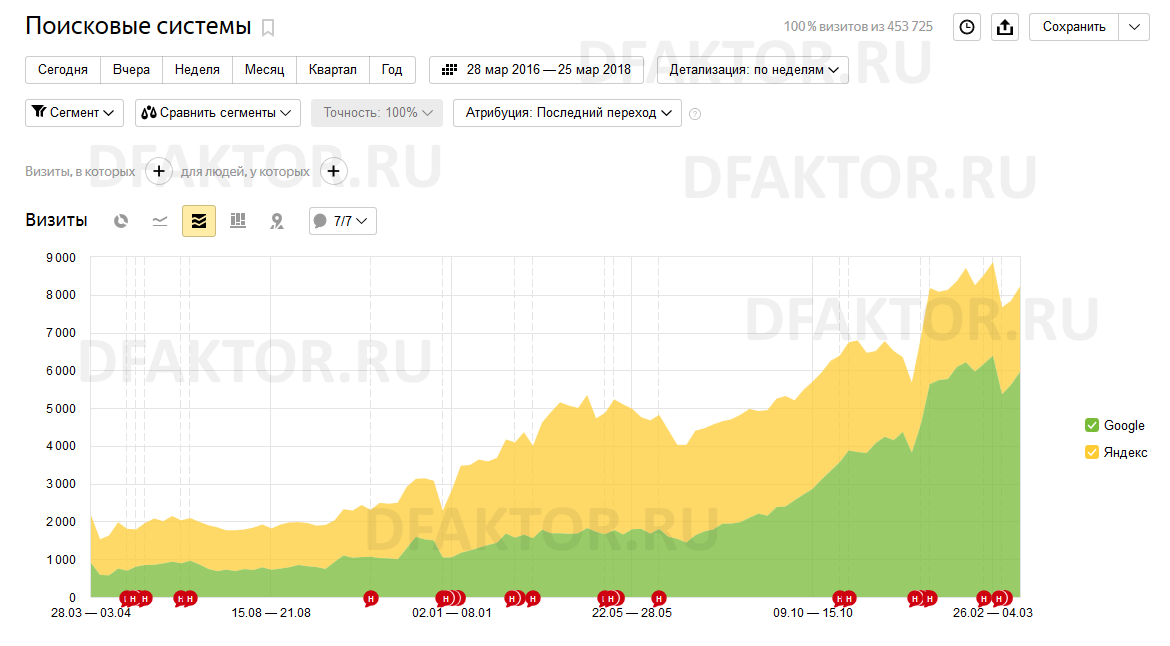 Поисковые системы
100 % визитов из 453 725
Сохранить
Сегодня Вчера Неделя Месяц Квартал Год
28 мар 2016 — 25 мар 2018
Детализация: по неделям
Сегмент
Сравнить сегменты
Точность: 100%
Атрибуция: Последний переход
?
Визиты, в которых + для людей, у которых +
Визиты
7/7
9 000
8 000
7 000
6 000
5 000
4 000
3 000
2 000
1 000
0
Google
Яндекс
Н Н Н Н Н Н Н Н Н Н Н Н Н Н Н Н Н
28.03 — 03.04
15.08 — 21.08
02.01 — 08.01
22.05 — 28.05
09.10 — 15.10
26.02 — 04.03
DFAKTOR.RU
DFAKTOR.RU
DFAKTOR.RU
DFAKTOR.RU
DFAKTOR.RU
DFAKTOR.RU